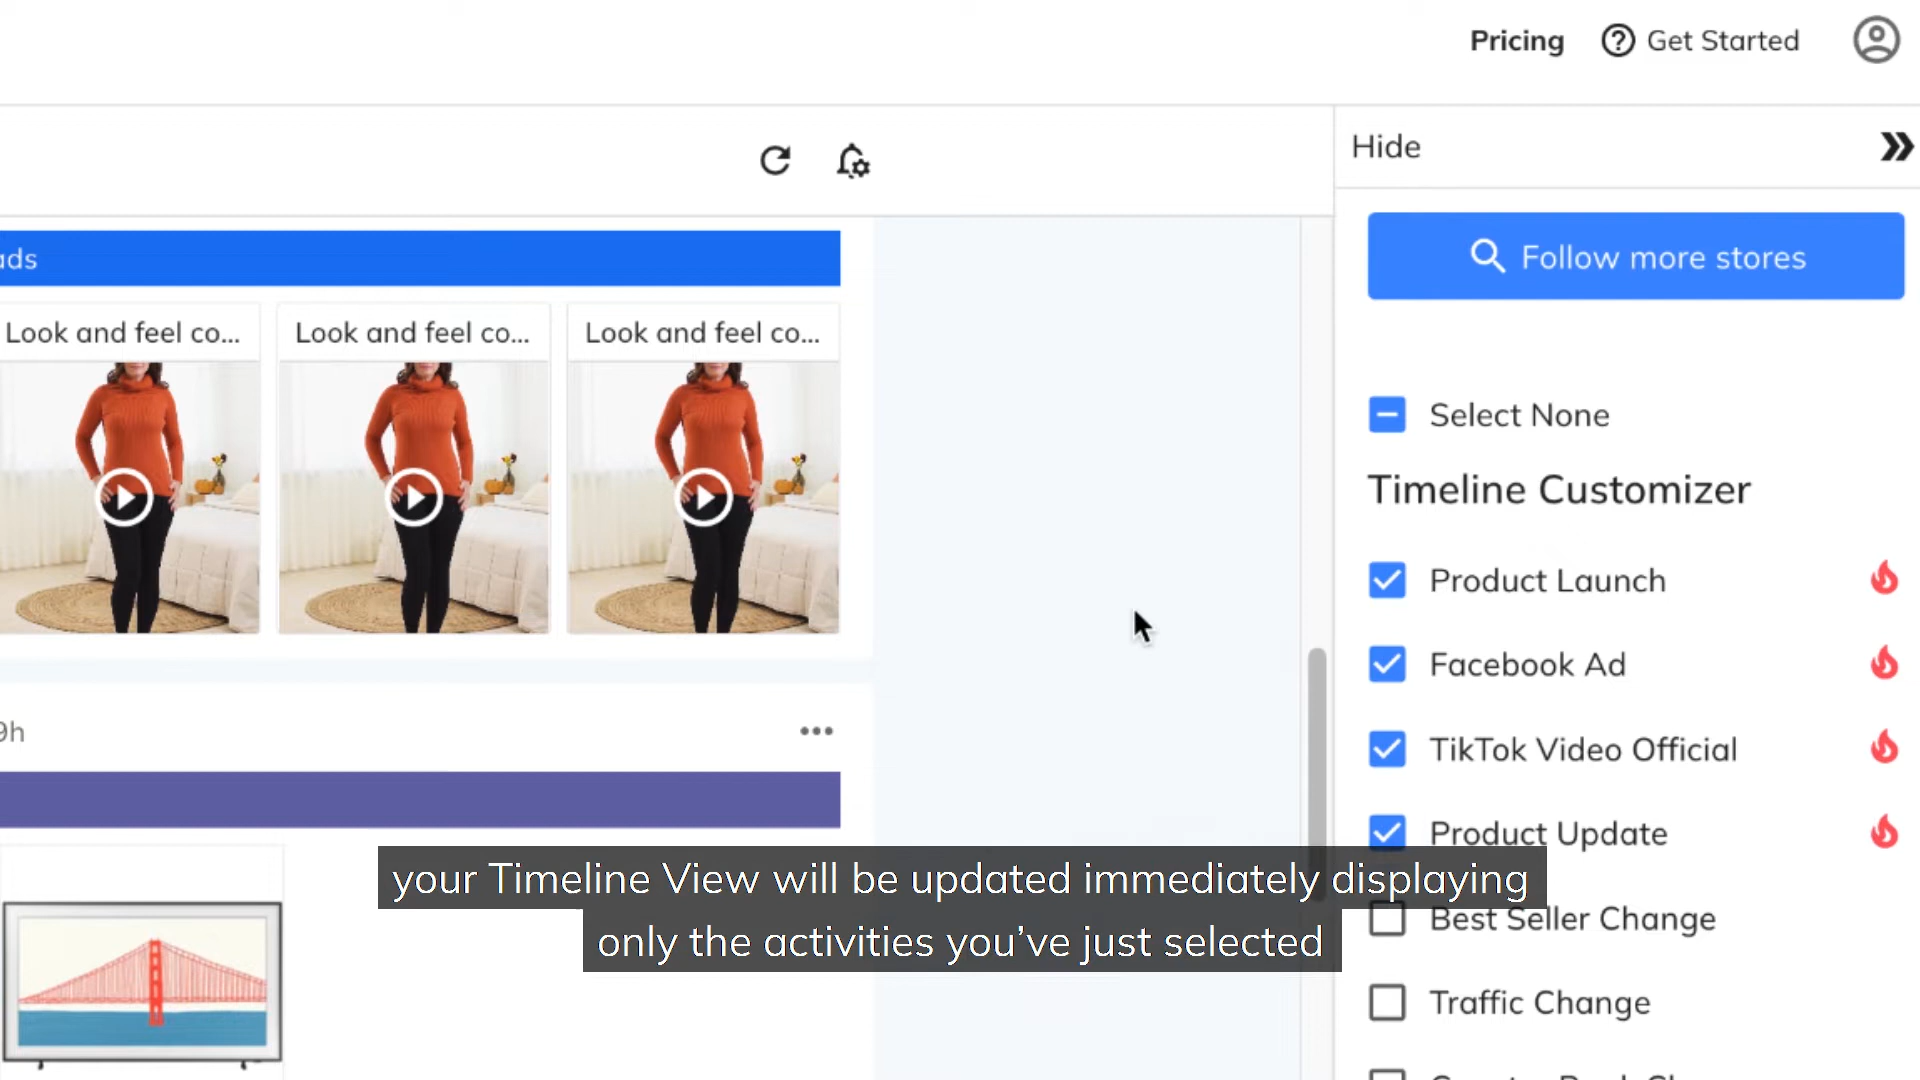 Pricing
Get Started
Hide
ads
Follow more stores
Look and feel co...
Look and feel co...
Look and feel co...
Select None
Timeline Customizer
Product Launch
Facebook Ad
TikTok Video Official
9h
Product Update
your Timeline View will be updated immediately displaying
only the activities you've just selected
Best Seller Change
Traffic Change